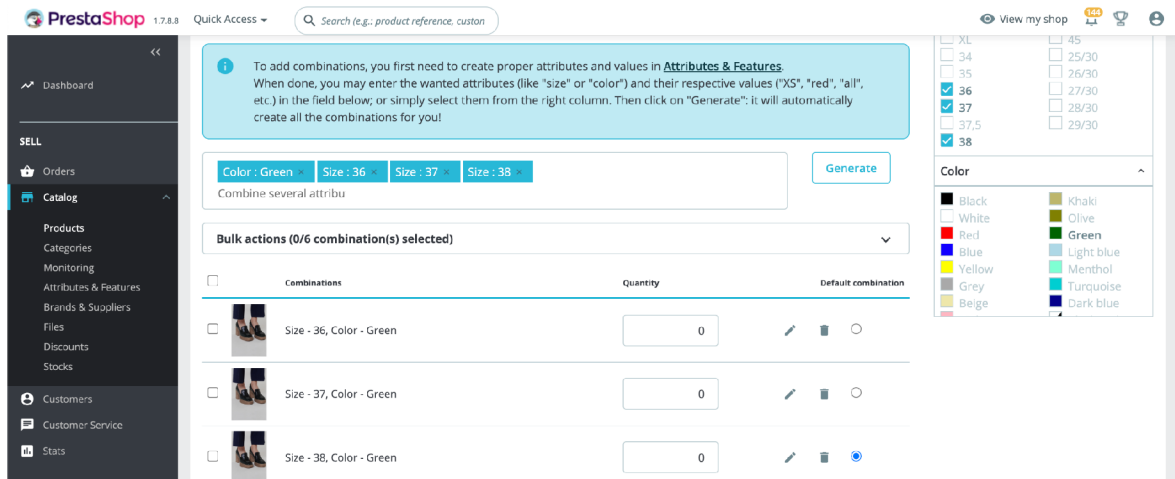 PrestaShop 1.7.8.8 Quick Access Search (e.g.: product reference, custon View my shop 144
Dashboard
SELL
Orders
Catalog
Products
Categories
Monitoring
Attributes & Features
Brands & Suppliers
Files
Discounts
Stocks
Customers
Customer Service
Stats
To add combinations, you first need to create proper attributes and values in Attributes & Features.
When done, you may enter the wanted attributes (like "size" or "color") and their respective values ("XS", "red", "all",
etc.) in the field below; or simply select them from the right column. Then click on "Generate": it will automatically
create all the combinations for you!
Color : Green × Size : 36 × Size : 37 × Size : 38 ×
Combine several attribu
Generate
Bulk actions (0/6 combination(s) selected)
Combinations Quantity Default combination
Size - 36, Color - Green 0
Size - 37, Color - Green 0
Size - 38, Color - Green 0
XL 45
34 25/30
35 26/30
36 27/30
37 28/30
37,5 29/30
38
Color
Black Khaki
White Olive
Red Green
Blue Light blue
Yellow Menthol
Grey Turquoise
Beige Dark blue